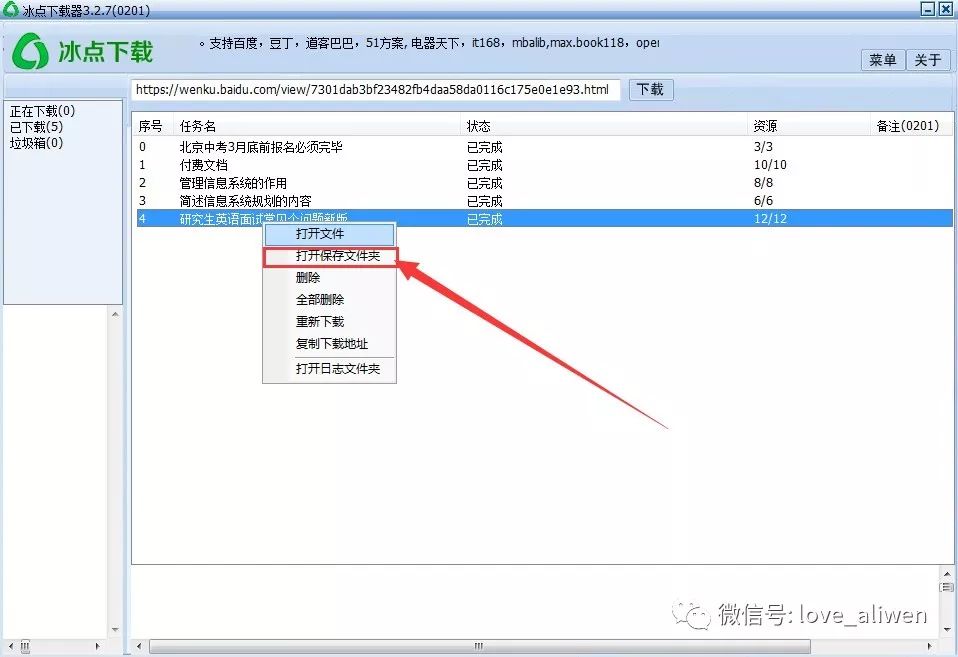 冰点下载器3.2.7(0201)
冰点下载
。支持百度，豆丁，道客巴巴，51方案, 电器天下，it168，mbalib,max.book118，oper
菜单 关于
https://wenku.baidu.com/view/7301dab3bf23482fb4daa58da0116c175e0e1e93.html 下载
正在下载(0)
已下载(5)
垃圾箱(0)
序号 任务名 状态 资源 备注(0201)
0 北京中考3月底前报名必须完毕 已完成 3/3
1 付费文档 已完成 10/10
2 管理信息系统的作用 已完成 8/8
3 简述信息系统规划的内容 已完成 6/6
4 研究生英语面试常见个问题新版 已完成 12/12
打开文件
打开保存文件夹
删除
全部删除
重新下载
复制下载地址
打开日志文件夹
微信号: love_aliwen